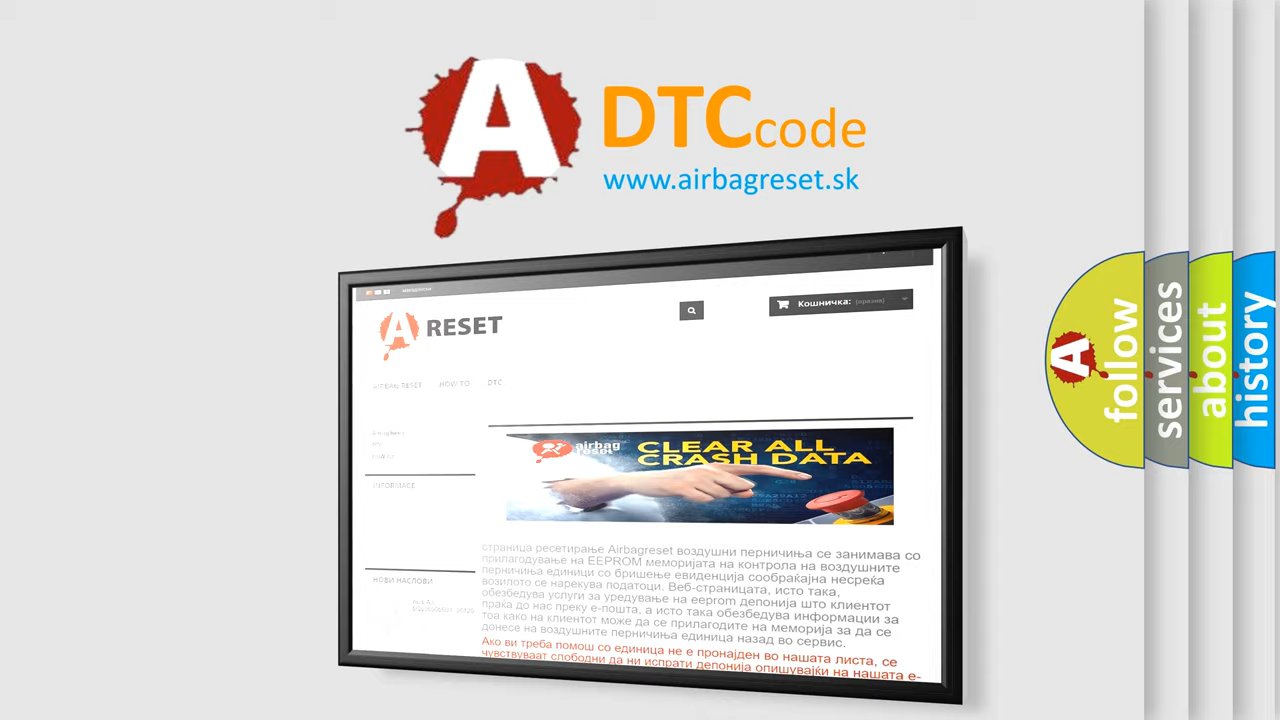 A
DTCcode
www.airbagreset.sk
A RESET
Кошничка: (празни)
AIRBAG RESET
HOW TO
DTC
INFORMACE
airbag
reset
CLEAR ALL
CRASH DATA
страница ресетирање Airbagreset воздушни перничиња се занимава со
прилагодување на EEPROM меморијата на контрола на воздушните
перничиња единици со бришење евиденција сообраќајна несреќа
возилото се нарекува податоци. Веб-страницата, исто така,
обезбедува услуги за уредување на eeprom депонија што клиентот
праќа до нас преку е-пошта, а исто така обезбедува информации за
тоа како на клиентот може да се прилагодите на меморија за да се
донесе на воздушните перничиња единица назад во сервис.
Ако ви треба помош со единица не е пронајден во нашата листа, се
чувствуваат слободни да ни испрати депонија опишувајќи на нашата е-
НОВИ НАСЛОВИ
A
follow
services
about
history